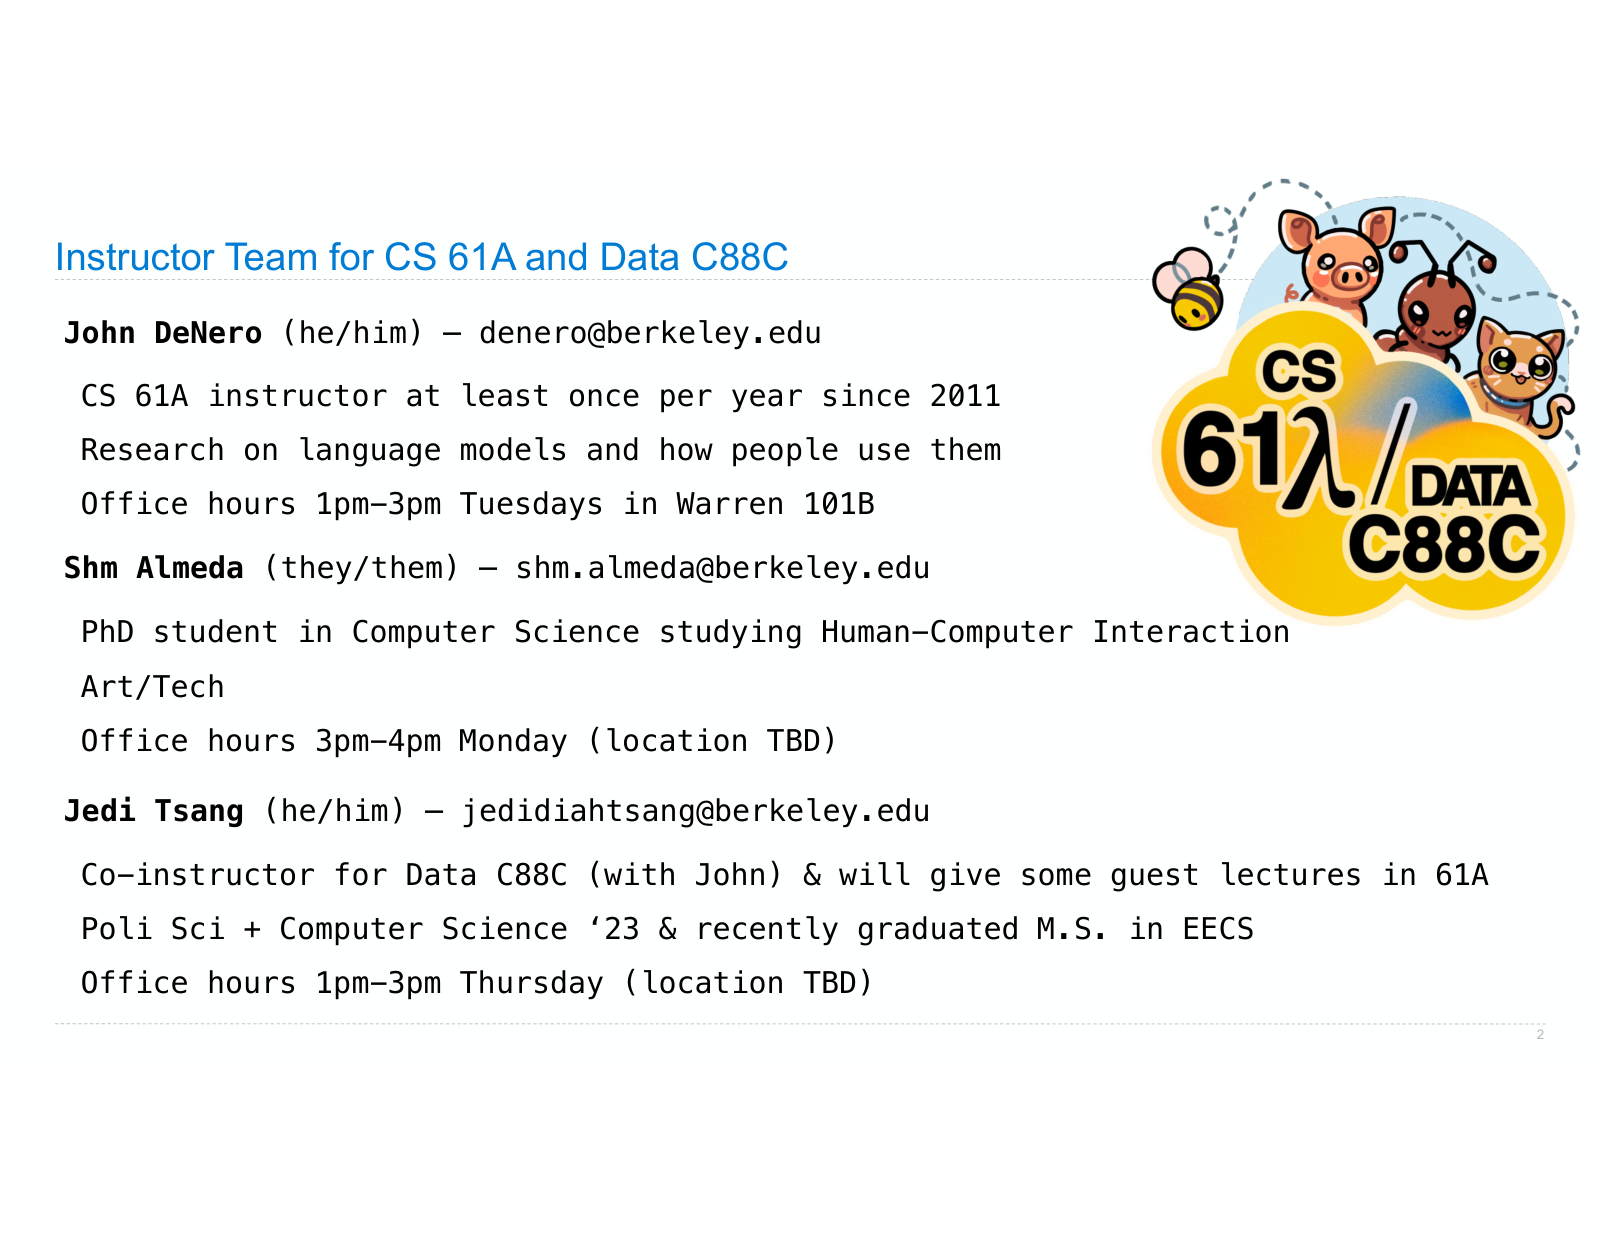 Instructor Team for CS 61A and Data C88C
John DeNero (he/him) – denero@berkeley.edu
CS 61A instructor at least once per year since 2011
Research on language models and how people use them
Office hours 1pm–3pm Tuesdays in Warren 101B
CS
61λ/
DATA
C88C
Shm Almeda (they/them) – shm.almeda@berkeley.edu
PhD student in Computer Science studying Human–Computer Interaction
Art/Tech
Office hours 3pm–4pm Monday (location TBD)
Jedi Tsang (he/him) – jedidiahtsang@berkeley.edu
Co–instructor for Data C88C (with John) & will give some guest lectures in 61A
Poli Sci + Computer Science ‘23 & recently graduated M.S. in EECS
Office hours 1pm–3pm Thursday (location TBD)
2